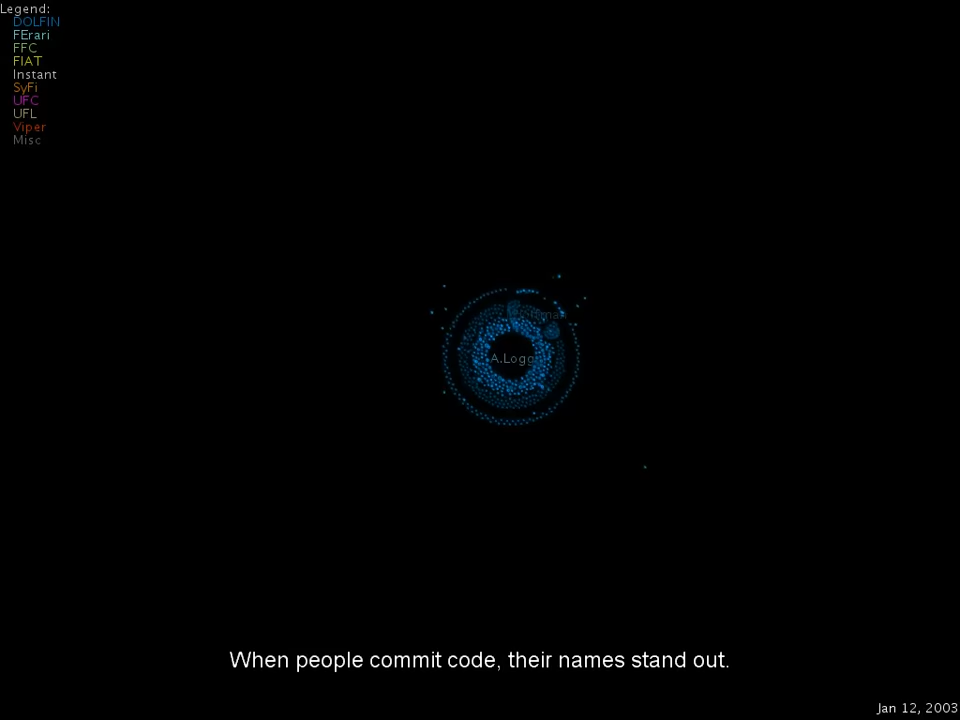 Legend:
DOLFIN
FErari
FFC
FIAT
Instant
SyFi
UFC
UFL
Viper
Misc
When people commit code, their names stand out.
Jan 12, 2003